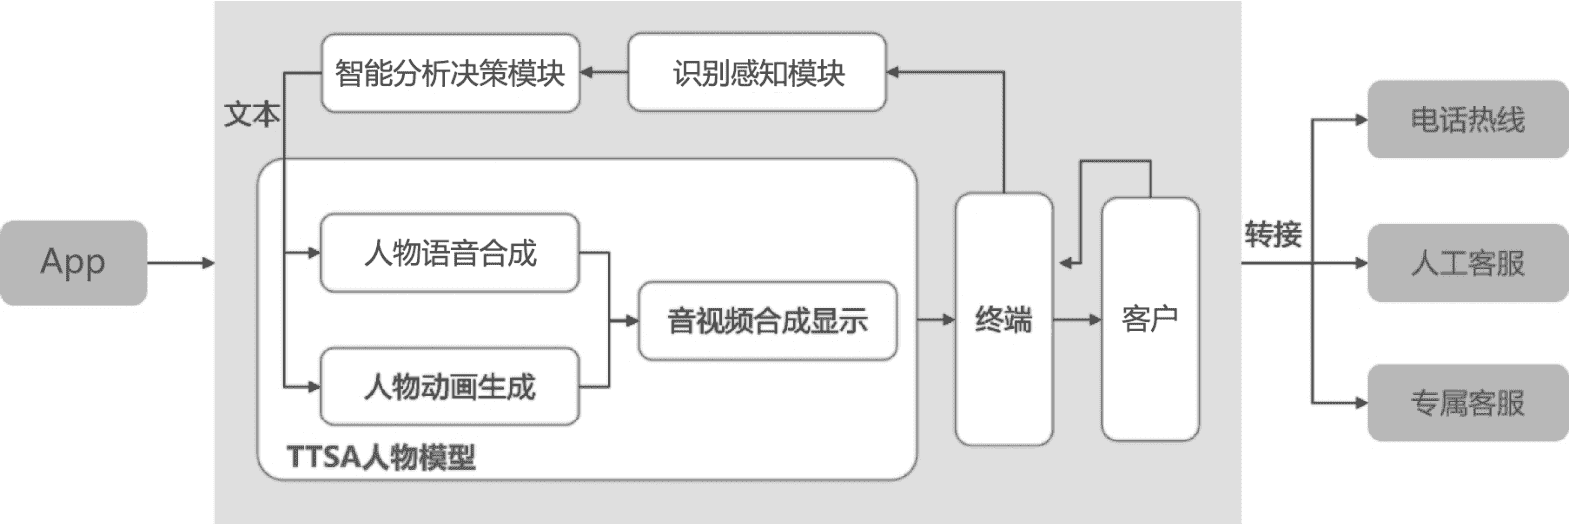 智能分析决策模块
识别感知模块
文本
电话热线
App
人物语音合成
音视频合成显示
终端
客户
转接
人工客服
人物动画生成
专属客服
TTSA人物模型